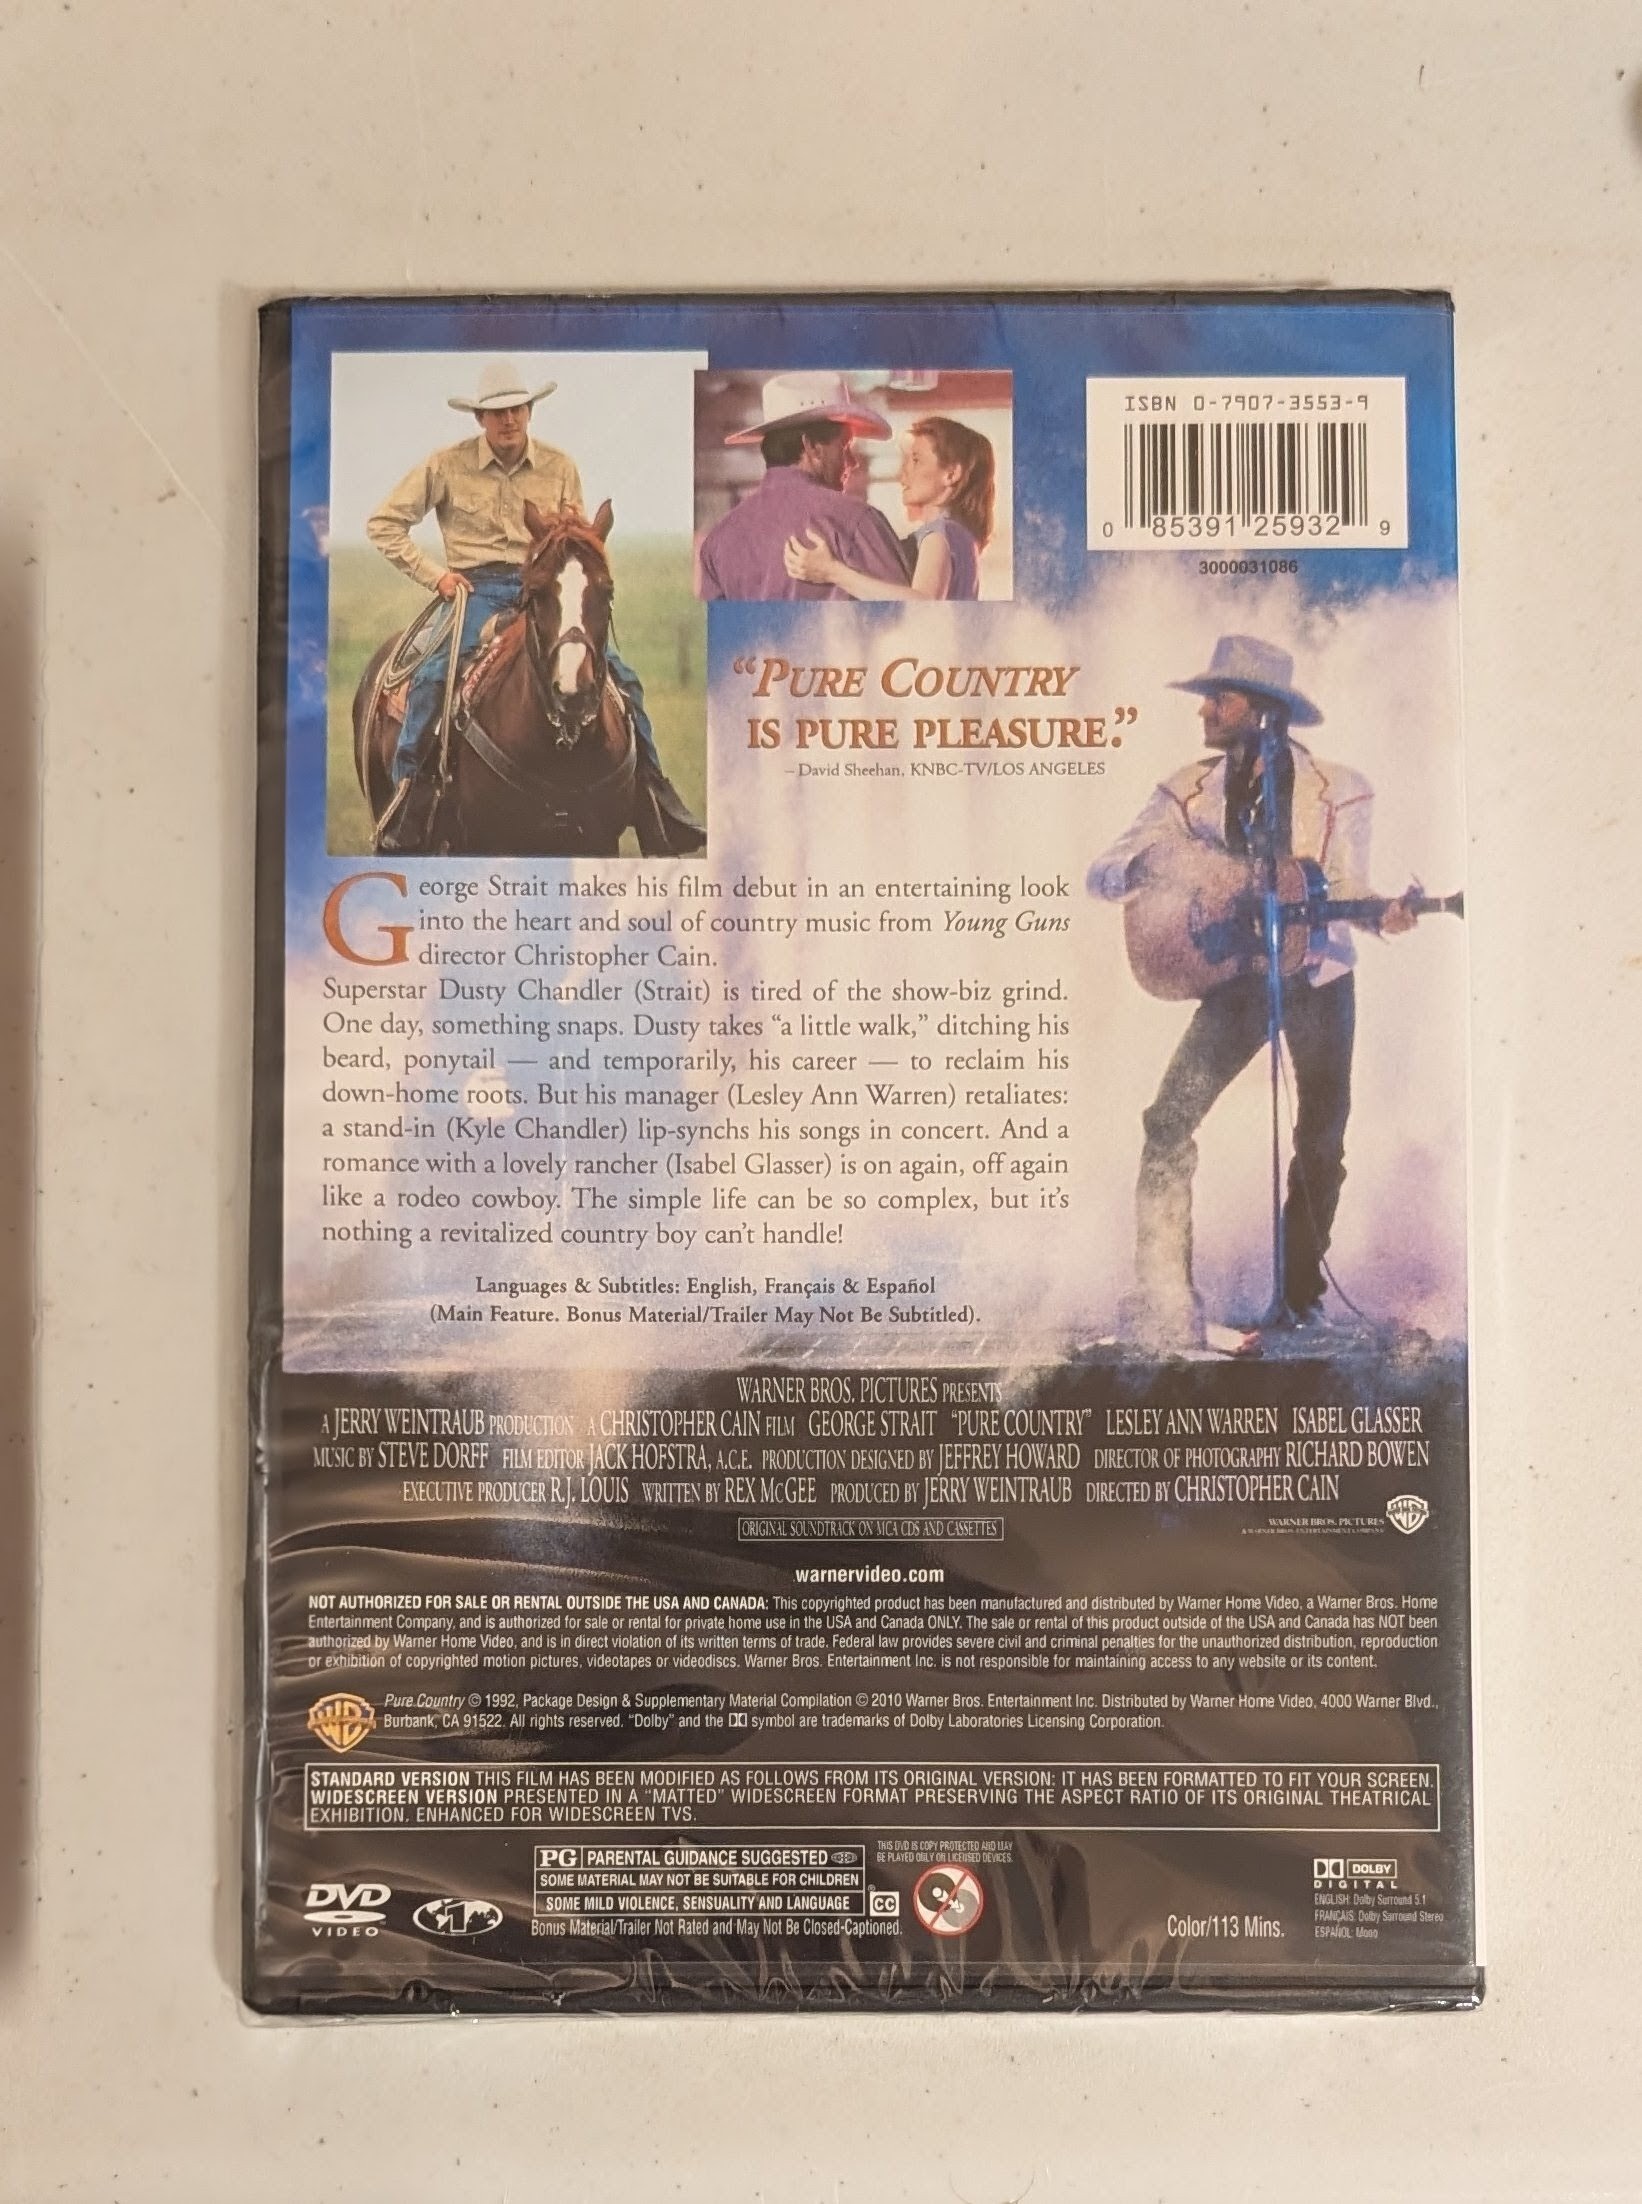 ISBN 0-7907-3553-9
0 85391 25932 9
3000031086
“PURE COUNTRY
IS PURE PLEASURE.”
–David Sheehan, KNBC-TV/LOS ANGELES
George Strait makes his film debut in an entertaining look
into the heart and soul of country music from Young Guns
director Christopher Cain.
Superstar Dusty Chandler (Strait) is tired of the show-biz grind.
One day, something snaps. Dusty takes “a little walk,” ditching his
beard, ponytail — and temporarily, his career — to reclaim his
down-home roots. But his manager (Lesley Ann Warren) retaliates:
a stand-in (Kyle Chandler) lip-synchs his songs in concert. And a
romance with a lovely rancher (Isabel Glasser) is on again, off again
like a rodeo cowboy. The simple life can be so complex, but it’s
nothing a revitalized country boy can’t handle!
Languages & Subtitles: English, Français & Español
(Main Feature. Bonus Material/Trailer May Not Be Subtitled).
WARNER BROS. PICTURES PRESENTS
A JERRY WEINTRAUB PRODUCTION A CHRISTOPHER CAIN FILM GEORGE STRAIT “PURE COUNTRY” LESLEY ANN WARREN ISABEL GLASSER
MUSIC BY STEVE DORFF FILM EDITOR JACK HOFSTRA, A.C.E. PRODUCTION DESIGNED BY JEFFREY HOWARD DIRECTOR OF PHOTOGRAPHY RICHARD BOWEN
EXECUTIVE PRODUCER R.J. LOUIS WRITTEN BY REX McGEE PRODUCED BY JERRY WEINTRAUB DIRECTED BY CHRISTOPHER CAIN
ORIGINAL SOUNDTRACK ON MCA CDS AND CASSETTES
WARNER BROS. PICTURES
WB
warnervideo.com
NOT AUTHORIZED FOR SALE OR RENTAL OUTSIDE THE USA AND CANADA: This copyrighted product has been manufactured and distributed by Warner Home Video, a Warner Bros. Home
Entertainment Company, and is authorized for sale or rental for private home use in the USA and Canada ONLY. The sale or rental of this product outside of the USA and Canada has NOT been
authorized by Warner Home Video, and is in direct violation of its written terms of trade. Federal law provides severe civil and criminal penalties for the unauthorized distribution, reproduction
or exhibition of copyrighted motion pictures, videotapes or videodiscs. Warner Bros. Entertainment Inc. is not responsible for maintaining access to any website or its content.
WB
Pure Country © 1992, Package Design & Supplementary Material Compilation © 2010 Warner Bros. Entertainment Inc. Distributed by Warner Home Video, 4000 Warner Blvd.,
Burbank, CA 91522. All rights reserved. “Dolby” and the DD symbol are trademarks of Dolby Laboratories Licensing Corporation.
STANDARD VERSION THIS FILM HAS BEEN MODIFIED AS FOLLOWS FROM ITS ORIGINAL VERSION: IT HAS BEEN FORMATTED TO FIT YOUR SCREEN.
WIDESCREEN VERSION PRESENTED IN A “MATTED” WIDESCREEN FORMAT PRESERVING THE ASPECT RATIO OF ITS ORIGINAL THEATRICAL
EXHIBITION. ENHANCED FOR WIDESCREEN TVS.
DVD
VIDEO
1
PG PARENTAL GUIDANCE SUGGESTED
SOME MATERIAL MAY NOT BE SUITABLE FOR CHILDREN
SOME MILD VIOLENCE, SENSUALITY AND LANGUAGE
®
CC
Bonus Material/Trailer Not Rated and May Not Be Closed-Captioned.
THIS DVD IS COPY PROTECTED AND MAY
BE PLAYED ONLY ON LICENSED DEVICES.
Color/113 Mins.
DOLBY
DIGITAL
ENGLISH: Dolby Surround 5.1
FRANÇAIS: Dolby Surround Stereo
ESPAÑOL: Mono